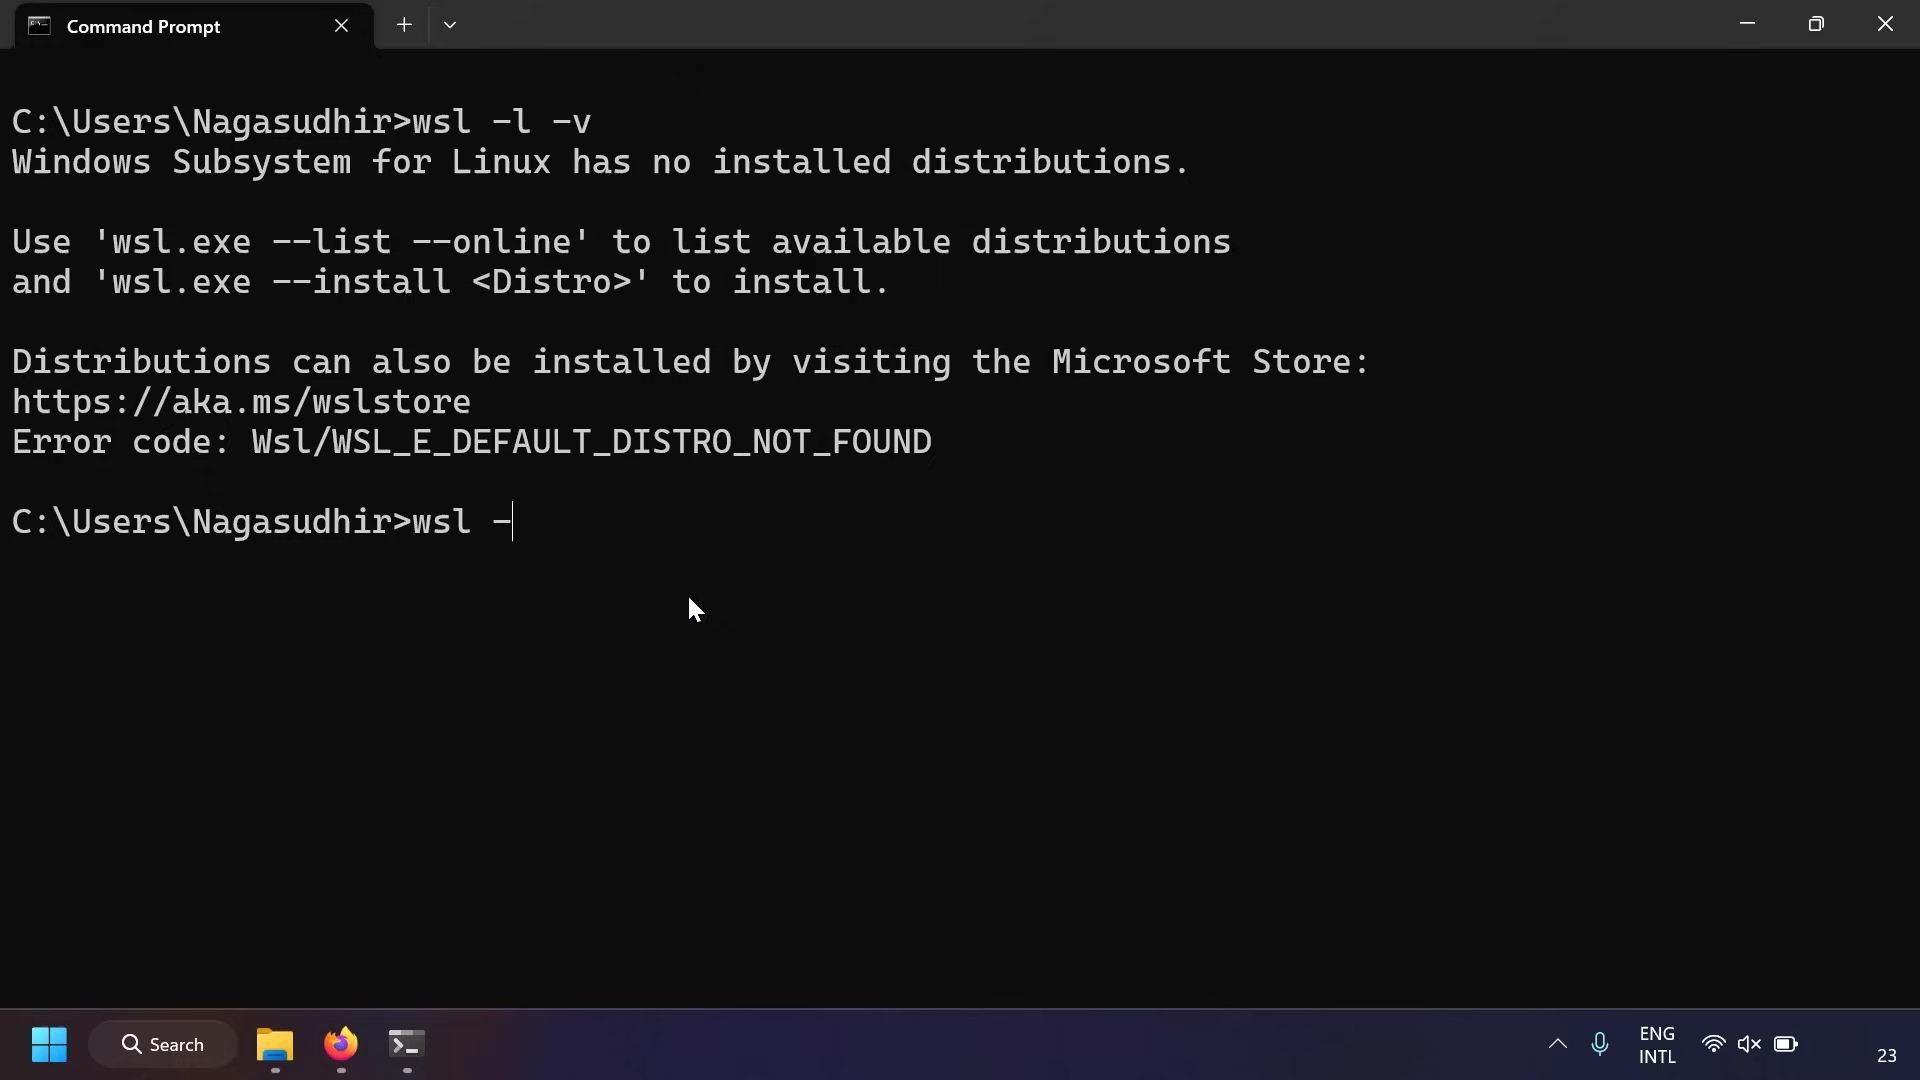 Command Prompt
C:\Users\Nagasudhir>wsl -l -v
Windows Subsystem for Linux has no installed distributions.
Use 'wsl.exe --list --online' to list available distributions
and 'wsl.exe --install <Distro>' to install.
Distributions can also be installed by visiting the Microsoft Store:
https://aka.ms/wslstore
Error code: Wsl/WSL_E_DEFAULT_DISTRO_NOT_FOUND
C:\Users\Nagasudhir>wsl -
Search
ENG
INTL
23